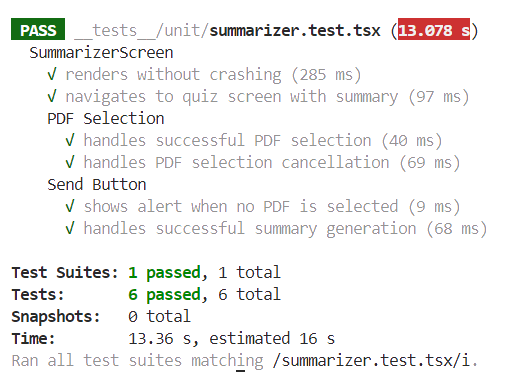 PASS __tests__/unit/summarizer.test.tsx (13.078 s)
SummarizerScreen
√ renders without crashing (285 ms)
√ navigates to quiz screen with summary (97 ms)
PDF Selection
√ handles successful PDF selection (40 ms)
√ handles PDF selection cancellation (69 ms)
Send Button
√ shows alert when no PDF is selected (9 ms)
√ handles successful summary generation (68 ms)
Test Suites: 1 passed, 1 total
Tests: 6 passed, 6 total
Snapshots: 0 total
Time: 13.36 s, estimated 16 s
Ran all test suites matching /summarizer.test.tsx/i.